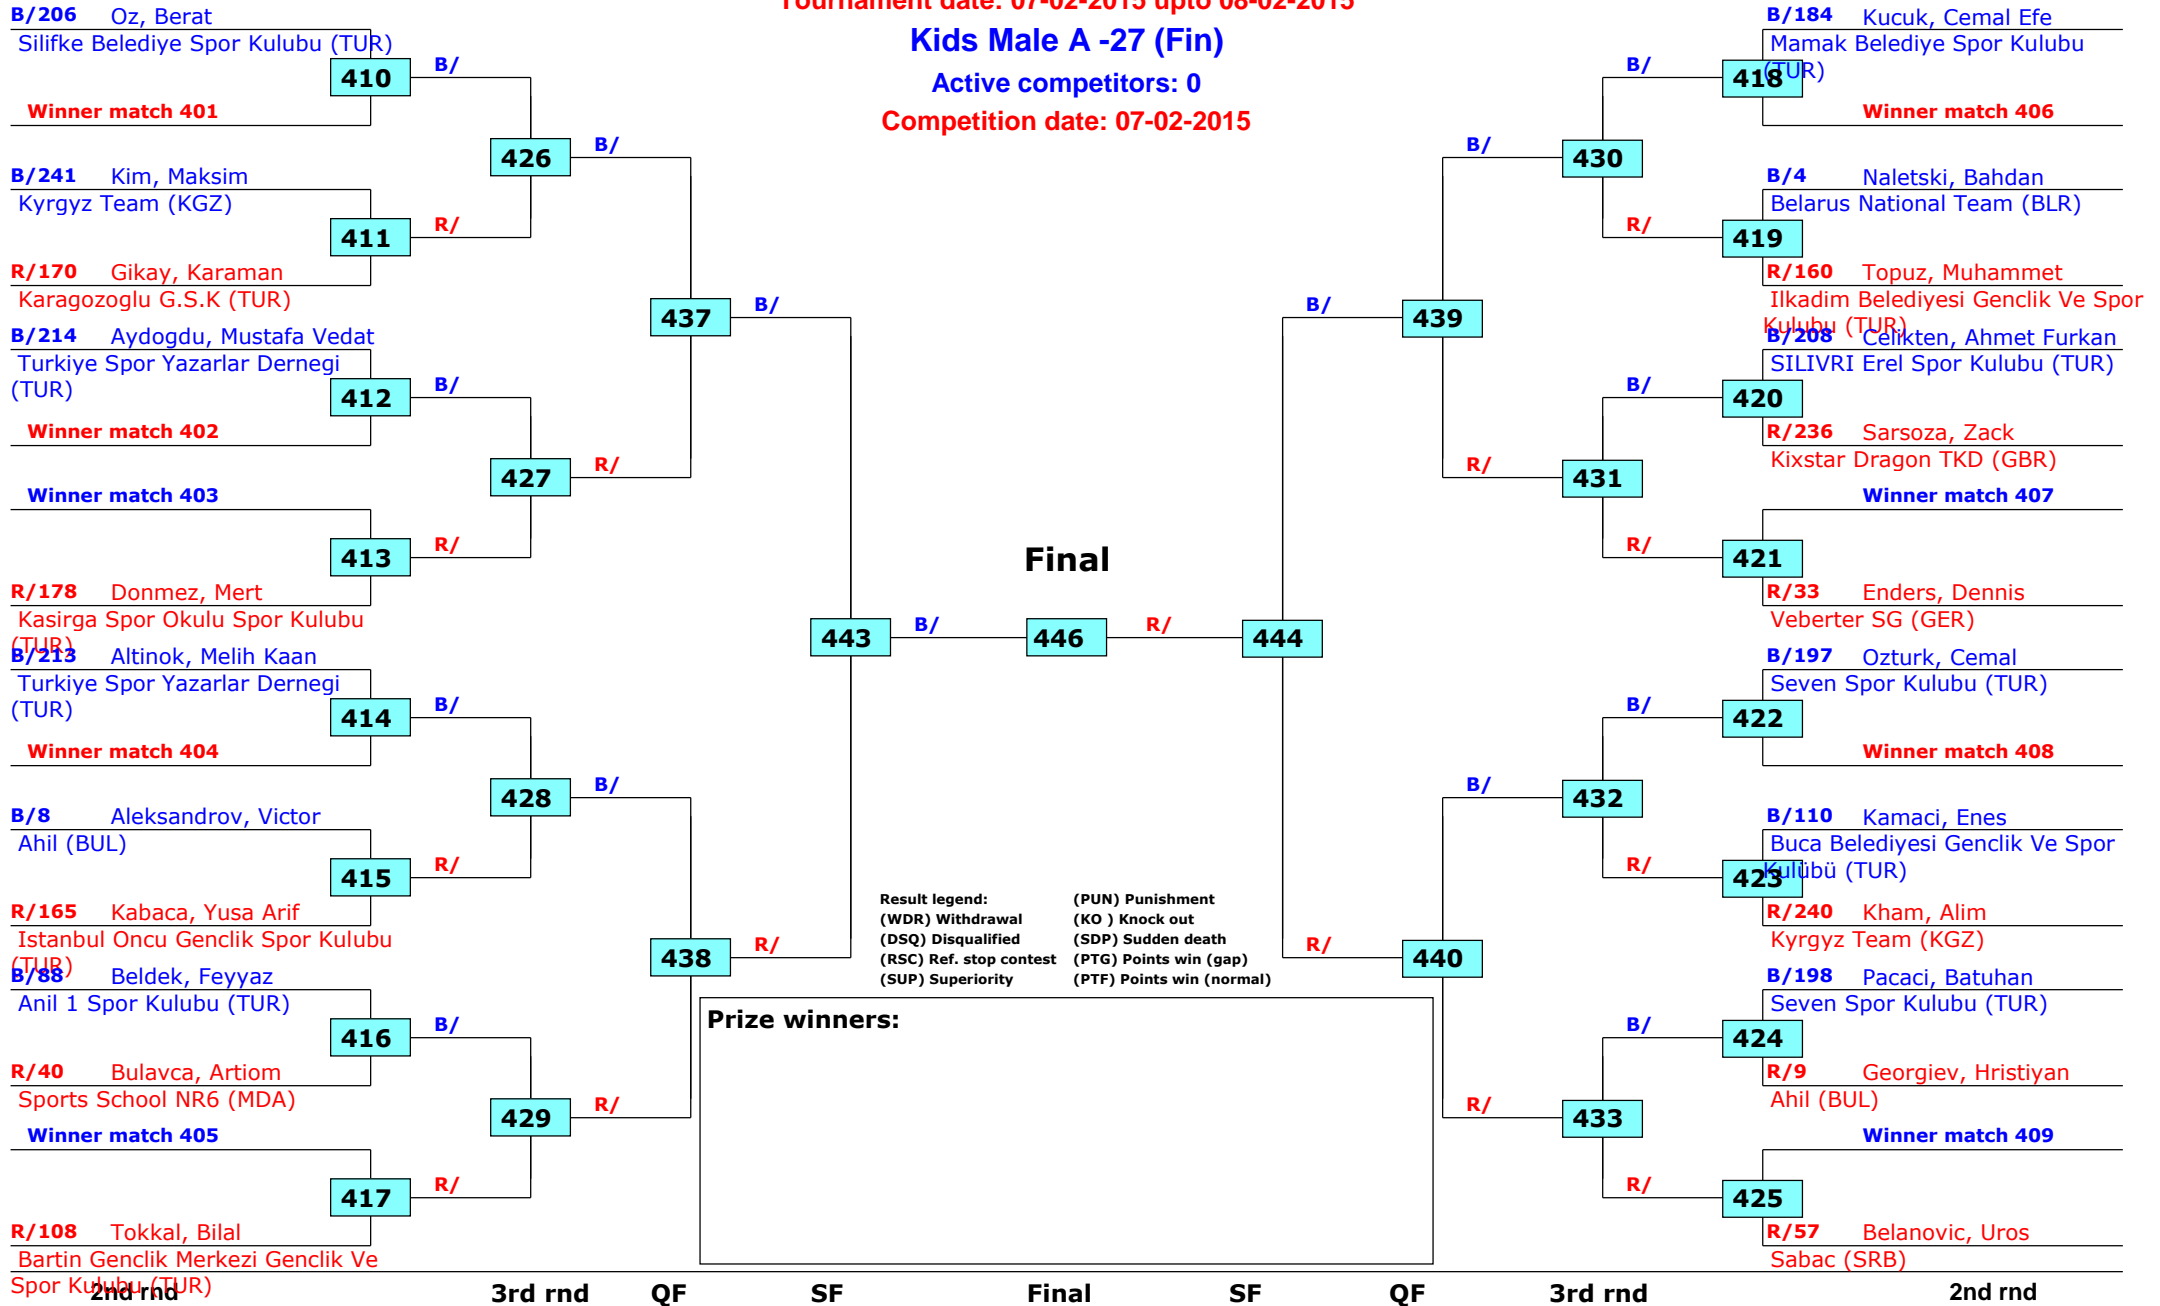 Tournament date: 07-02-2015 upto 08-02-2015
Kids Male A -27 (Fin)
Active competitors: 0
Competition date: 07-02-2015
B/206 Oz, Berat
Silifke Belediye Spor Kulubu (TUR)
410
B/
Winner match 401
426
B/
B/241 Kim, Maksim
Kyrgyz Team (KGZ)
411
R/
R/170 Gikay, Karaman
Karagozoglu G.S.K (TUR)
437
B/
B/214 Aydogdu, Mustafa Vedat
Turkiye Spor Yazarlar Dernegi
(TUR)
412
B/
Winner match 402
427
R/
Winner match 403
413
R/
R/178 Donmez, Mert
Kasirga Spor Okulu Spor Kulubu
(TUR)
443
B/
B/213 Altinok, Melih Kaan
Turkiye Spor Yazarlar Dernegi
(TUR)
414
B/
Winner match 404
428
B/
B/8 Aleksandrov, Victor
Ahil (BUL)
415
R/
R/165 Kabaca, Yusa Arif
Istanbul Oncu Genclik Spor Kulubu
(TUR)
438
R/
B/88 Beldek, Feyyaz
Anil 1 Spor Kulubu (TUR)
416
B/
R/40 Bulavca, Artiom
Sports School NR6 (MDA)
429
R/
Winner match 405
417
R/
R/108 Tokkal, Bilal
Bartin Genclik Merkezi Genclik Ve
Spor Kulubu (TUR)
Final
446
R/
444
B/184 Kucuk, Cemal Efe
Mamak Belediye Spor Kulubu
(TUR)
B/
418
Winner match 406
B/
430
B/4 Naletski, Bahdan
Belarus National Team (BLR)
R/
419
R/160 Topuz, Muhammet
Ilkadim Belediyesi Genclik Ve Spor
Kulubu (TUR)
B/
439
B/208 Celikten, Ahmet Furkan
SILIVRI Erel Spor Kulubu (TUR)
B/
420
R/236 Sarsoza, Zack
Kixstar Dragon TKD (GBR)
R/
431
Winner match 407
R/
421
R/33 Enders, Dennis
Veberter SG (GER)
B/197 Ozturk, Cemal
Seven Spor Kulubu (TUR)
B/
422
Winner match 408
B/
432
B/110 Kamaci, Enes
Buca Belediyesi Genclik Ve Spor
Kulübü (TUR)
R/
423
R/240 Kham, Alim
Kyrgyz Team (KGZ)
R/
440
B/198 Pacaci, Batuhan
Seven Spor Kulubu (TUR)
B/
424
R/9 Georgiev, Hristiyan
Ahil (BUL)
R/
433
Winner match 409
R/
425
R/57 Belanovic, Uros
Sabac (SRB)
Result legend: (PUN) Punishment
(WDR) Withdrawal (KO ) Knock out
(DSQ) Disqualified (SDP) Sudden death
(RSC) Ref. stop contest (PTG) Points win (gap)
(SUP) Superiority (PTF) Points win (normal)
Prize winners:
2nd rnd 3rd rnd QF SF Final SF QF 3rd rnd 2nd rnd